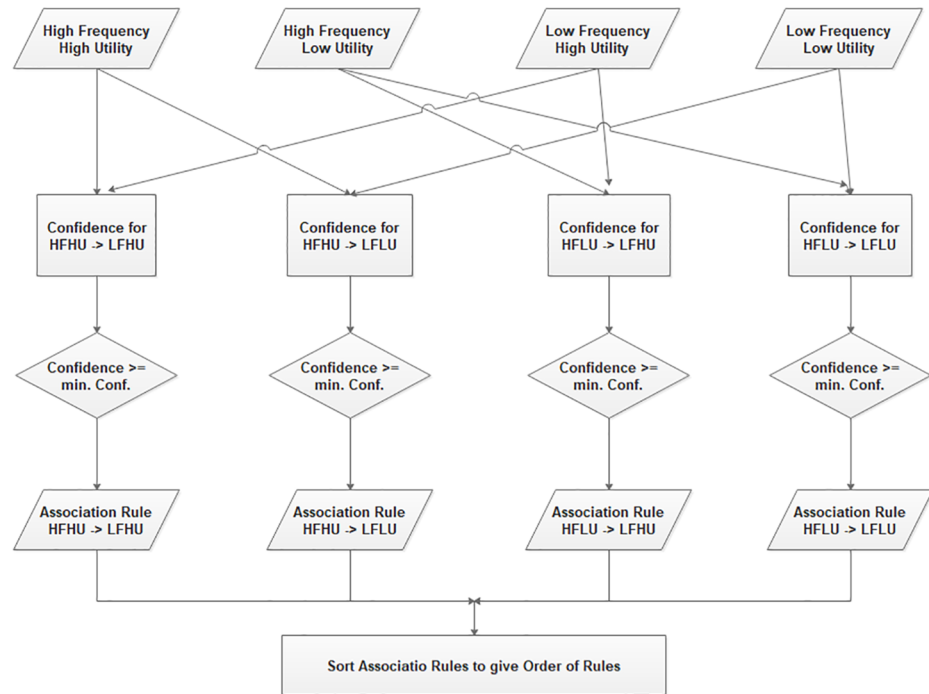 High Frequency
High Utility
High Frequency
Low Utility
Low Frequency
High Utility
Low Frequency
Low Utility
Confidence for
HFHU -> LFHU
Confidence for
HFHU -> LFLU
Confidence for
HFLU -> LFHU
Confidence for
HFLU -> LFLU
Confidence >=
min. Conf.
Confidence >=
min. Conf.
Confidence >=
min. Conf.
Confidence >=
min. Conf.
Association Rule
HFHU -> LFHU
Association Rule
HFHU -> LFLU
Association Rule
HFLU -> LFHU
Association Rule
HFLU -> LFLU
Sort Associatio Rules to give Order of Rules